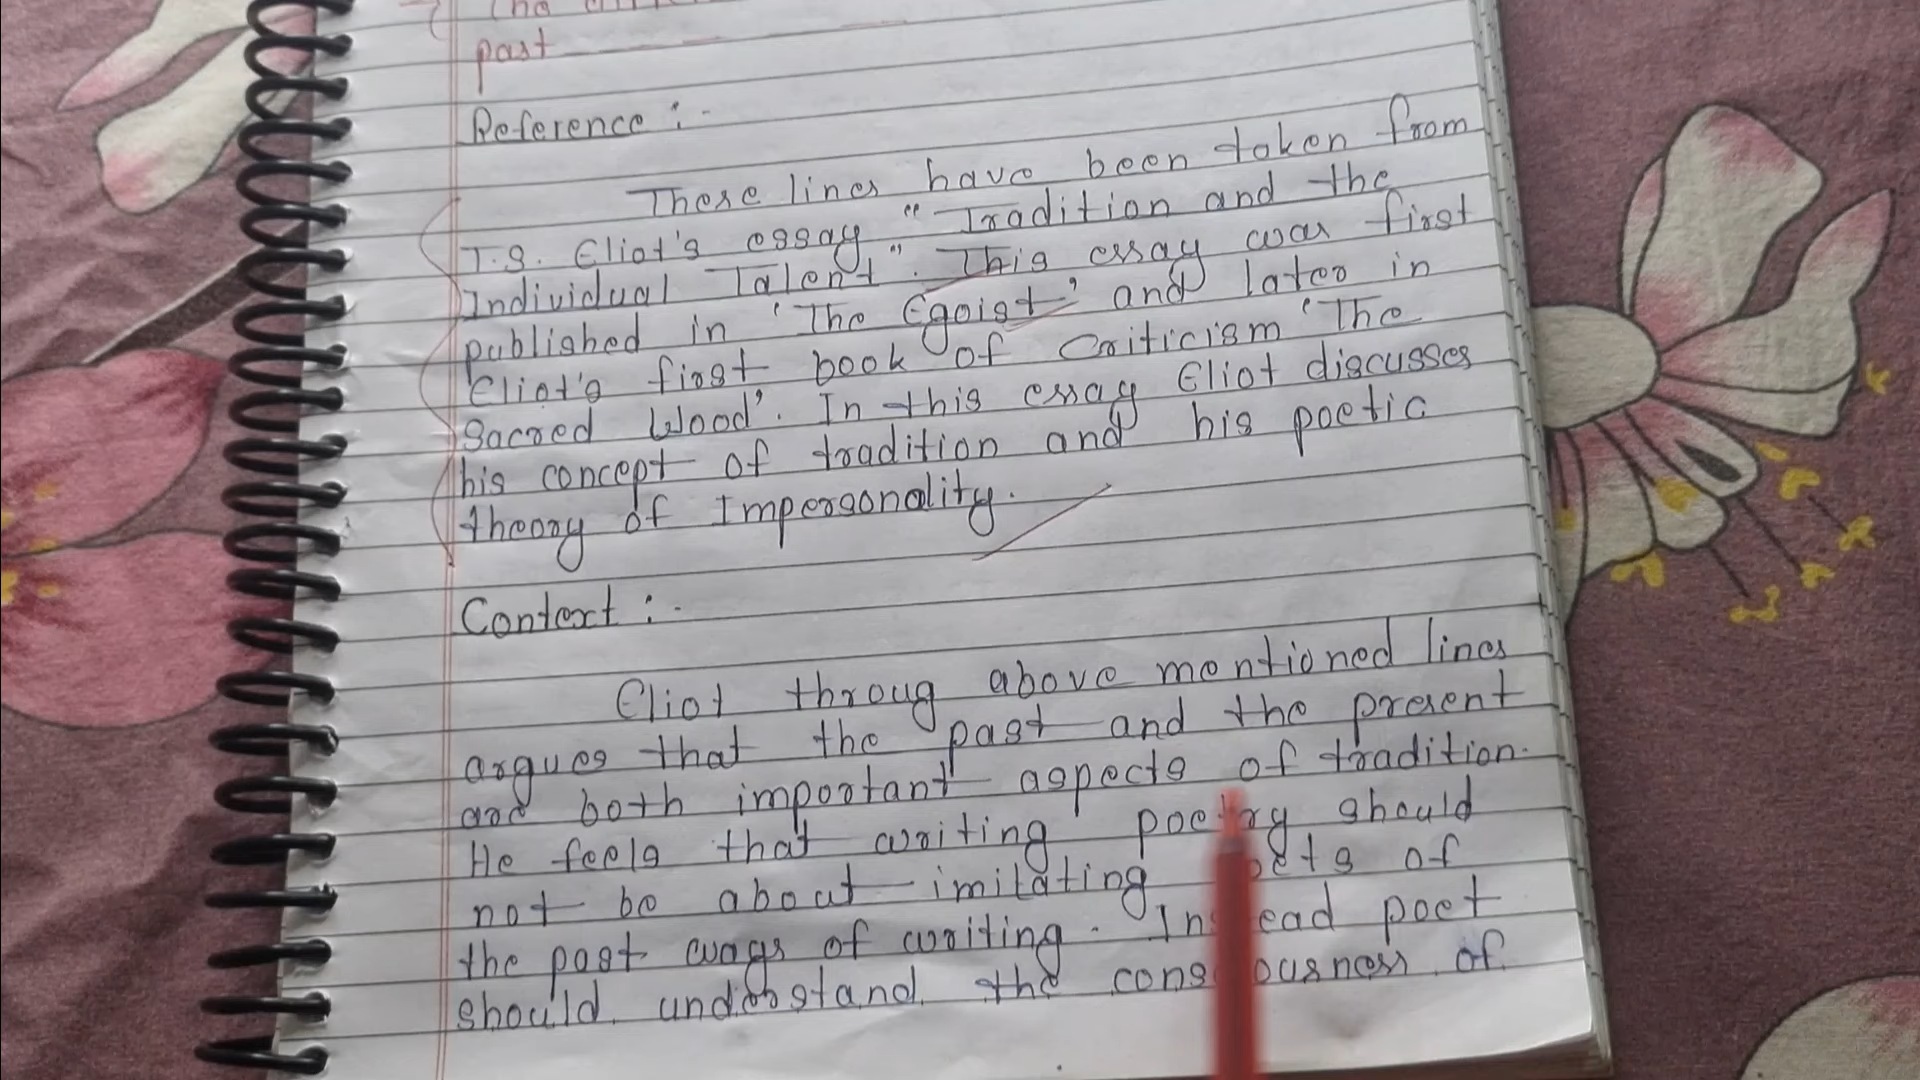 The
past
Reference :-
These lines have been taken from
T.S. Eliot's essay "Tradition and the
Individual Talent". This essay was first
published in 'The Egoist' and later in
Eliot's first book of Criticism 'The
Sacred Wood'. In this essay Eliot discusses
his concept of tradition and his poetic
theory of Impersonality.
Context :-
Eliot throug above mentioned lines
argues that the past and the present
are both important aspects of tradition.
He feels that writing poetry should
not be about imitating of
the past ways of writing. Instead poet
should understand the consciousness of